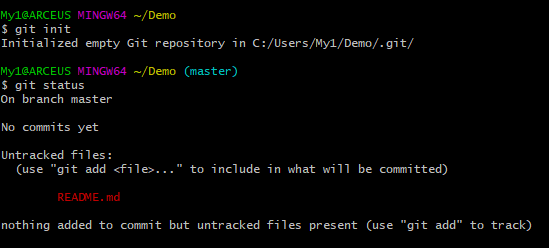 My1@ARCEUS MINGW64 ~/Demo
$ git init
Initialized empty Git repository in C:/Users/My1/Demo/.git/
My1@ARCEUS MINGW64 ~/Demo (master)
$ git status
On branch master
No commits yet
Untracked files:
(use "git add <file>..." to include in what will be committed)
README.md
nothing added to commit but untracked files present (use "git add" to track)